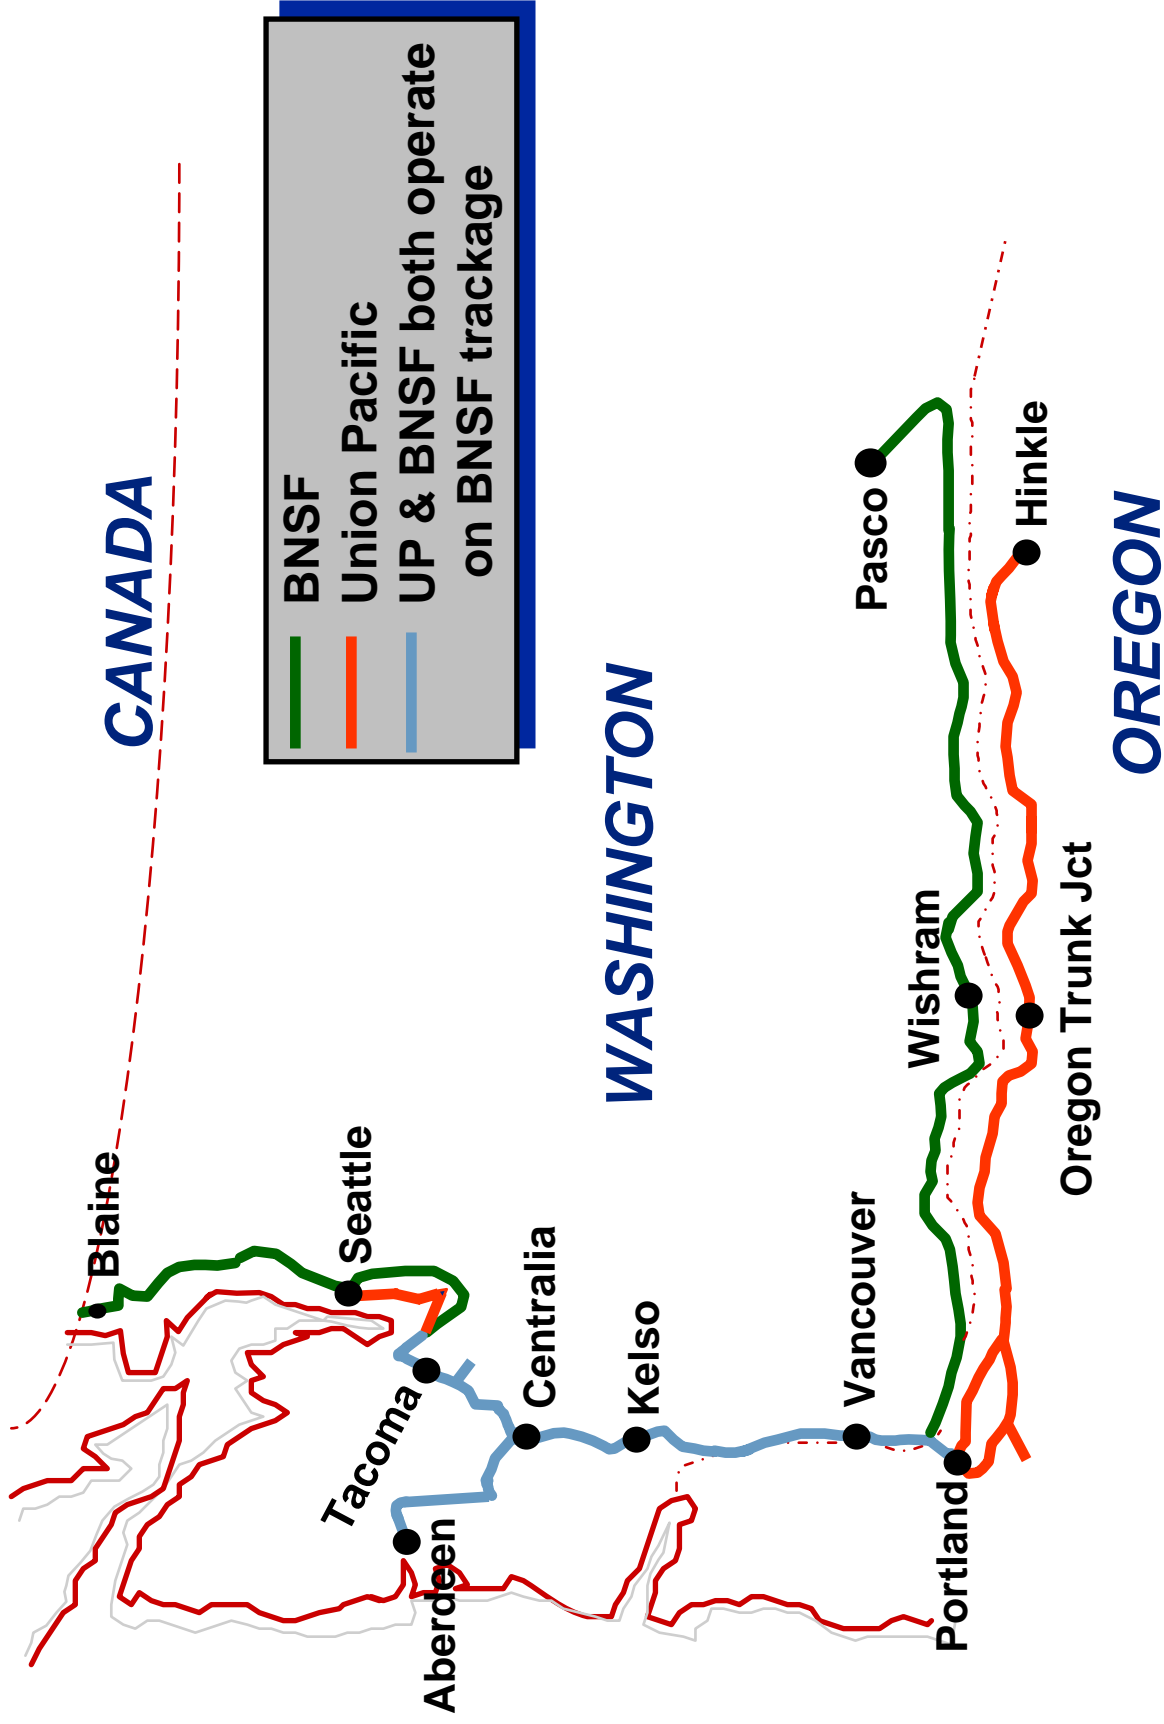 CANADA
BNSF
Union Pacific
UP & BNSF both operate
on BNSF trackage
Blaine
Seattle
Tacoma
Aberdeen
Centralia
WASHINGTON
Kelso
Vancouver
Pasco
Wishram
Portland
Hinkle
Oregon Trunk Jct
OREGON